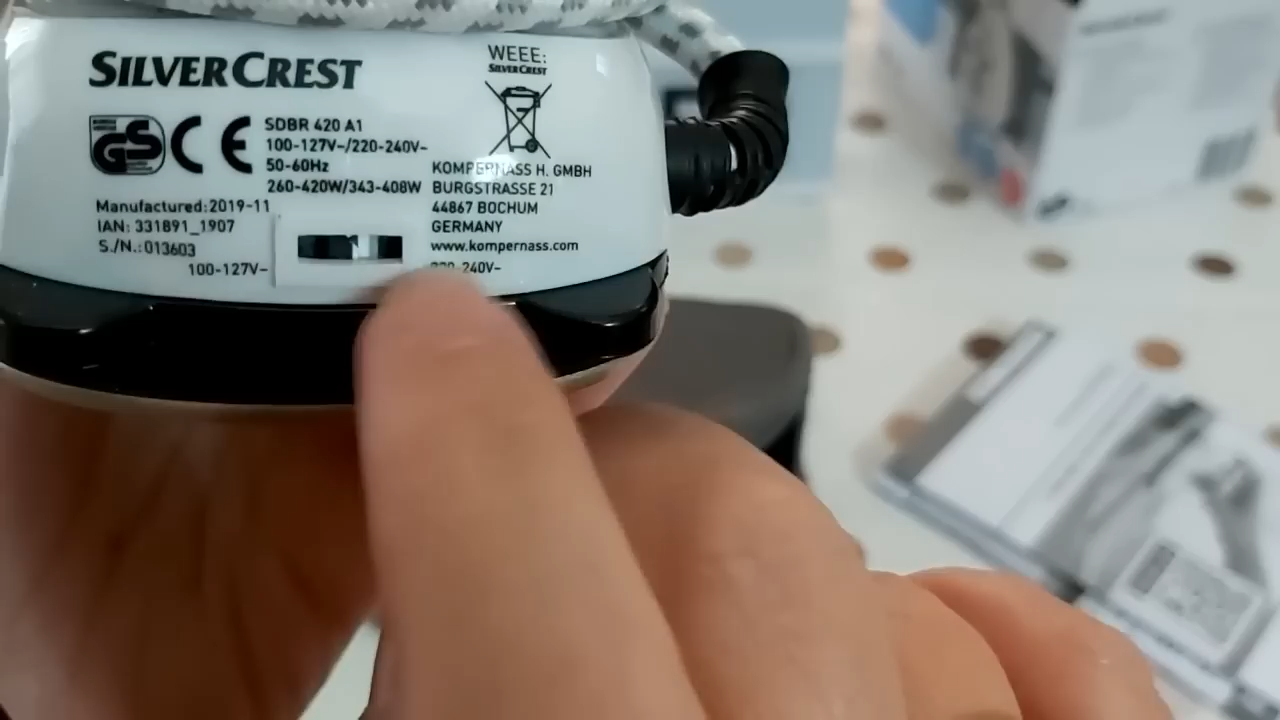 SILVERCREST
WEEE:
SILVERCREST
GS
CE
SDBR 420 A1
100-127V~/220-240V~
50-60Hz
260-420W/343-408W
Manufactured:2019-11
IAN: 331891_1907
S./N.:013603
KOMPERNASS H. GMBH
BURGSTRASSE 21
44867 BOCHUM
GERMANY
www.kompernass.com
100-127V~
220-240V~